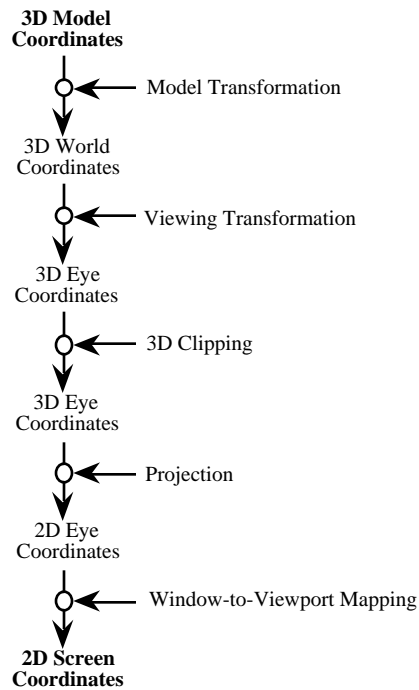 3D Model
Coordinates
Model Transformation
3D World
Coordinates
Viewing Transformation
3D Eye
Coordinates
3D Clipping
3D Eye
Coordinates
Projection
2D Eye
Coordinates
Window-to-Viewport Mapping
2D Screen
Coordinates